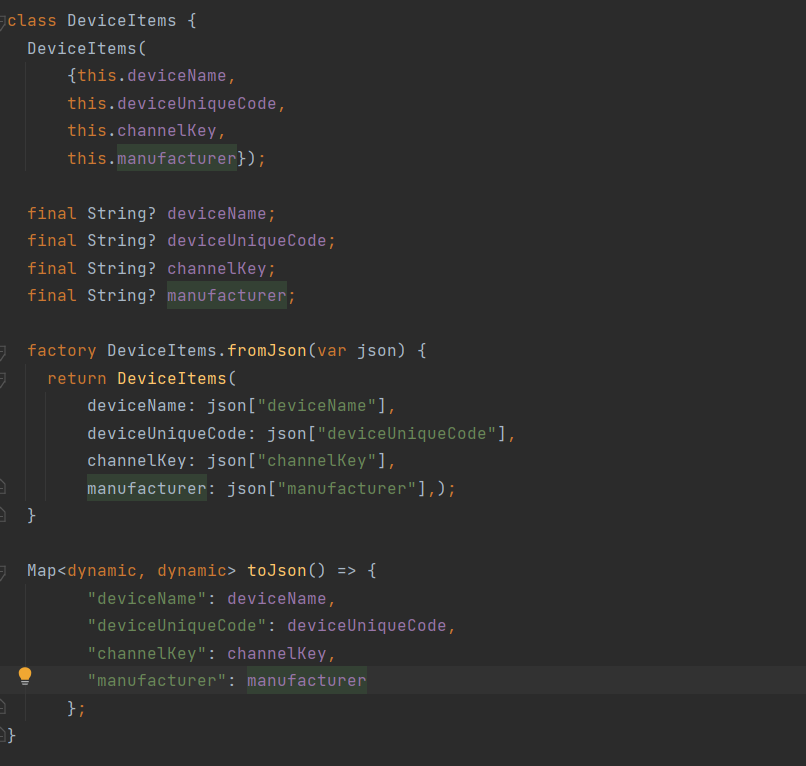 class DeviceItems {
DeviceItems(
{this.deviceName,
this.deviceUniqueCode,
this.channelKey,
this.manufacturer});
final String? deviceName;
final String? deviceUniqueCode;
final String? channelKey;
final String? manufacturer;
factory DeviceItems.fromJson(var json) {
return DeviceItems(
deviceName: json["deviceName"],
deviceUniqueCode: json["deviceUniqueCode"],
channelKey: json["channelKey"],
manufacturer: json["manufacturer"],);
}
Map<dynamic, dynamic> toJson() => {
"deviceName": deviceName,
"deviceUniqueCode": deviceUniqueCode,
"channelKey": channelKey,
"manufacturer": manufacturer
};
}